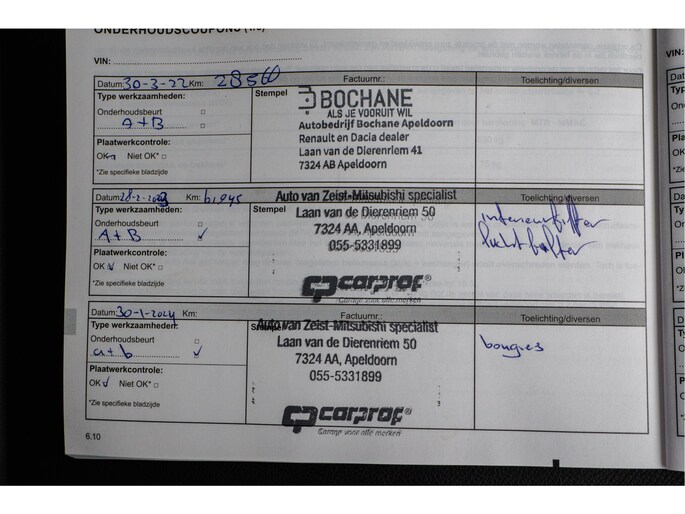 VIN:
Datum: 30-3-22 Km: 28560 Factuurnr.: Toelichting/diversen
Type werkzaamheden: Stempel
BOCHANE
ALS JE VOORUIT WIL
Onderhoudsbeurt
A+B
Autobedrijf Bochane Apeldoorn
Renault en Dacia dealer
Plaatwerkcontrole:
Laan van de Dierenriem 41
OK Niet OK*
7324 AB Apeldoorn
*Zie specifieke bladzijde
Datum: Km: Toelichting/diversen
Auto van Zeist-Mitsubishi specialist
Type werkzaamheden: Stempel
Laan van de Dierenriem 50
Onderhoudsbeurt
7324 AA, Apeldoorn
A+B
055-5331899
Plaatwerkcontrole:
OK Niet OK*
carprof®
*Zie specifieke bladzijde
Garage voor alle merken
Datum: 30-1-2024 Km: Factuurnr.: Toelichting/diversen
Type werkzaamheden:
Auto van Zeist-Mitsubishi specialist
Onderhoudsbeurt
Laan van de Dierenriem 50
a+b
7324 AA, Apeldoorn
bougies
Plaatwerkcontrole:
055-5331899
OK Niet OK*
*Zie specifieke bladzijde
carprof®
Garage voor alle merken
6.10